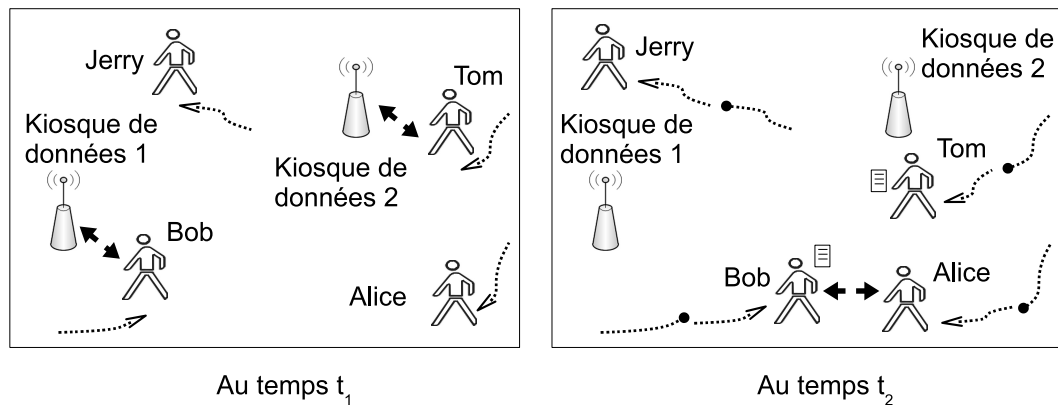 Jerry
Tom
Kiosque de
données 1
Kiosque de
données 2
Bob
Alice
Au temps t₁
Jerry
Kiosque de
données 2
Kiosque de
données 1
Tom
Bob
Alice
Au temps t₂